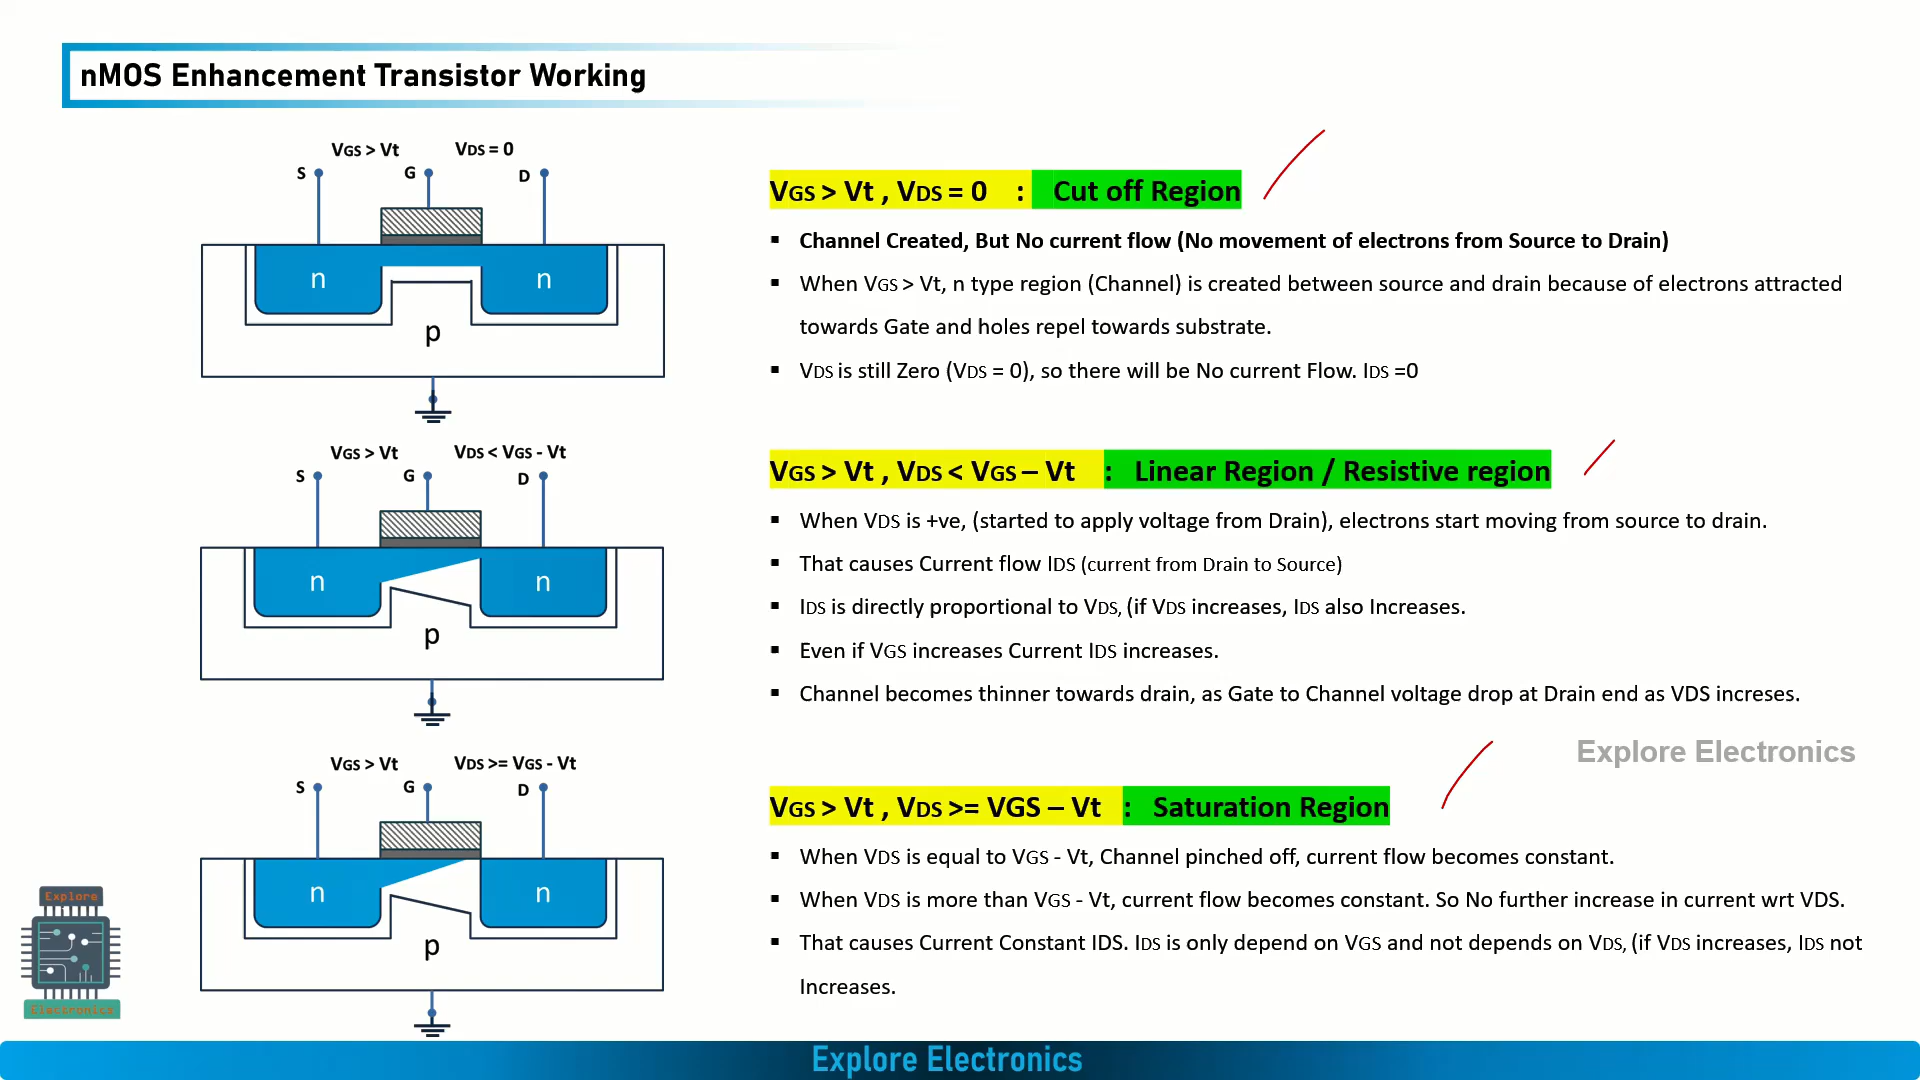 nMOS Enhancement Transistor Working
VGS > Vt VDS = 0
S G D
n n
p
VGS > Vt , VDS = 0 : Cut off Region
▪ Channel Created, But No current flow (No movement of electrons from Source to Drain)
▪ When VGS > Vt, n type region (Channel) is created between source and drain because of electrons attracted
towards Gate and holes repel towards substrate.
▪ VDS is still Zero (VDS = 0), so there will be No current Flow. IDS =0
VGS > Vt VDS < VGS - Vt
S G D
n n
p
VGS > Vt , VDS < VGS – Vt : Linear Region / Resistive region
▪ When VDS is +ve, (started to apply voltage from Drain), electrons start moving from source to drain.
▪ That causes Current flow IDS (current from Drain to Source)
▪ IDS is directly proportional to VDS, (if VDS increases, IDS also Increases.
▪ Even if VGS increases Current IDS increases.
▪ Channel becomes thinner towards drain, as Gate to Channel voltage drop at Drain end as VDS increses.
Explore Electronics
VGS > Vt VDS >= VGS - Vt
S G D
n n
p
VGS > Vt , VDS >= VGS – Vt : Saturation Region
▪ When VDS is equal to VGS - Vt, Channel pinched off, current flow becomes constant.
▪ When VDS is more than VGS - Vt, current flow becomes constant. So No further increase in current wrt VDS.
▪ That causes Current Constant IDS. IDS is only depend on VGS and not depends on VDS, (if VDS increases, IDS not
Increases.
Explore
Electronics
Explore Electronics